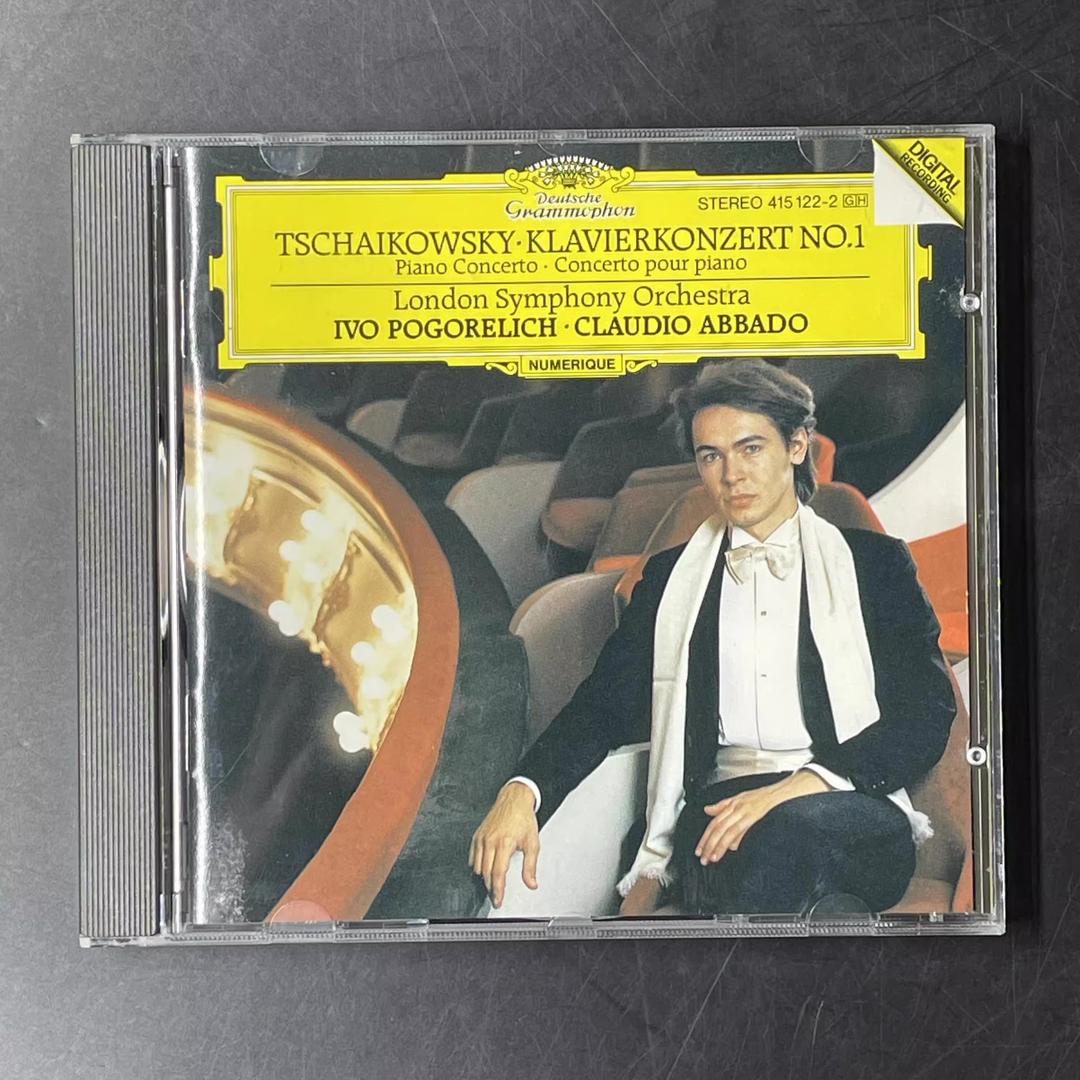 DIGITAL
RECORDING
Deutsche
Grammophon
STEREO 415 122-2 GH
TSCHAIKOWSKY·KLAVIERKONZERT NO.1
Piano Concerto · Concerto pour piano
London Symphony Orchestra
IVO POGORELICH · CLAUDIO ABBADO
NUMERIQUE